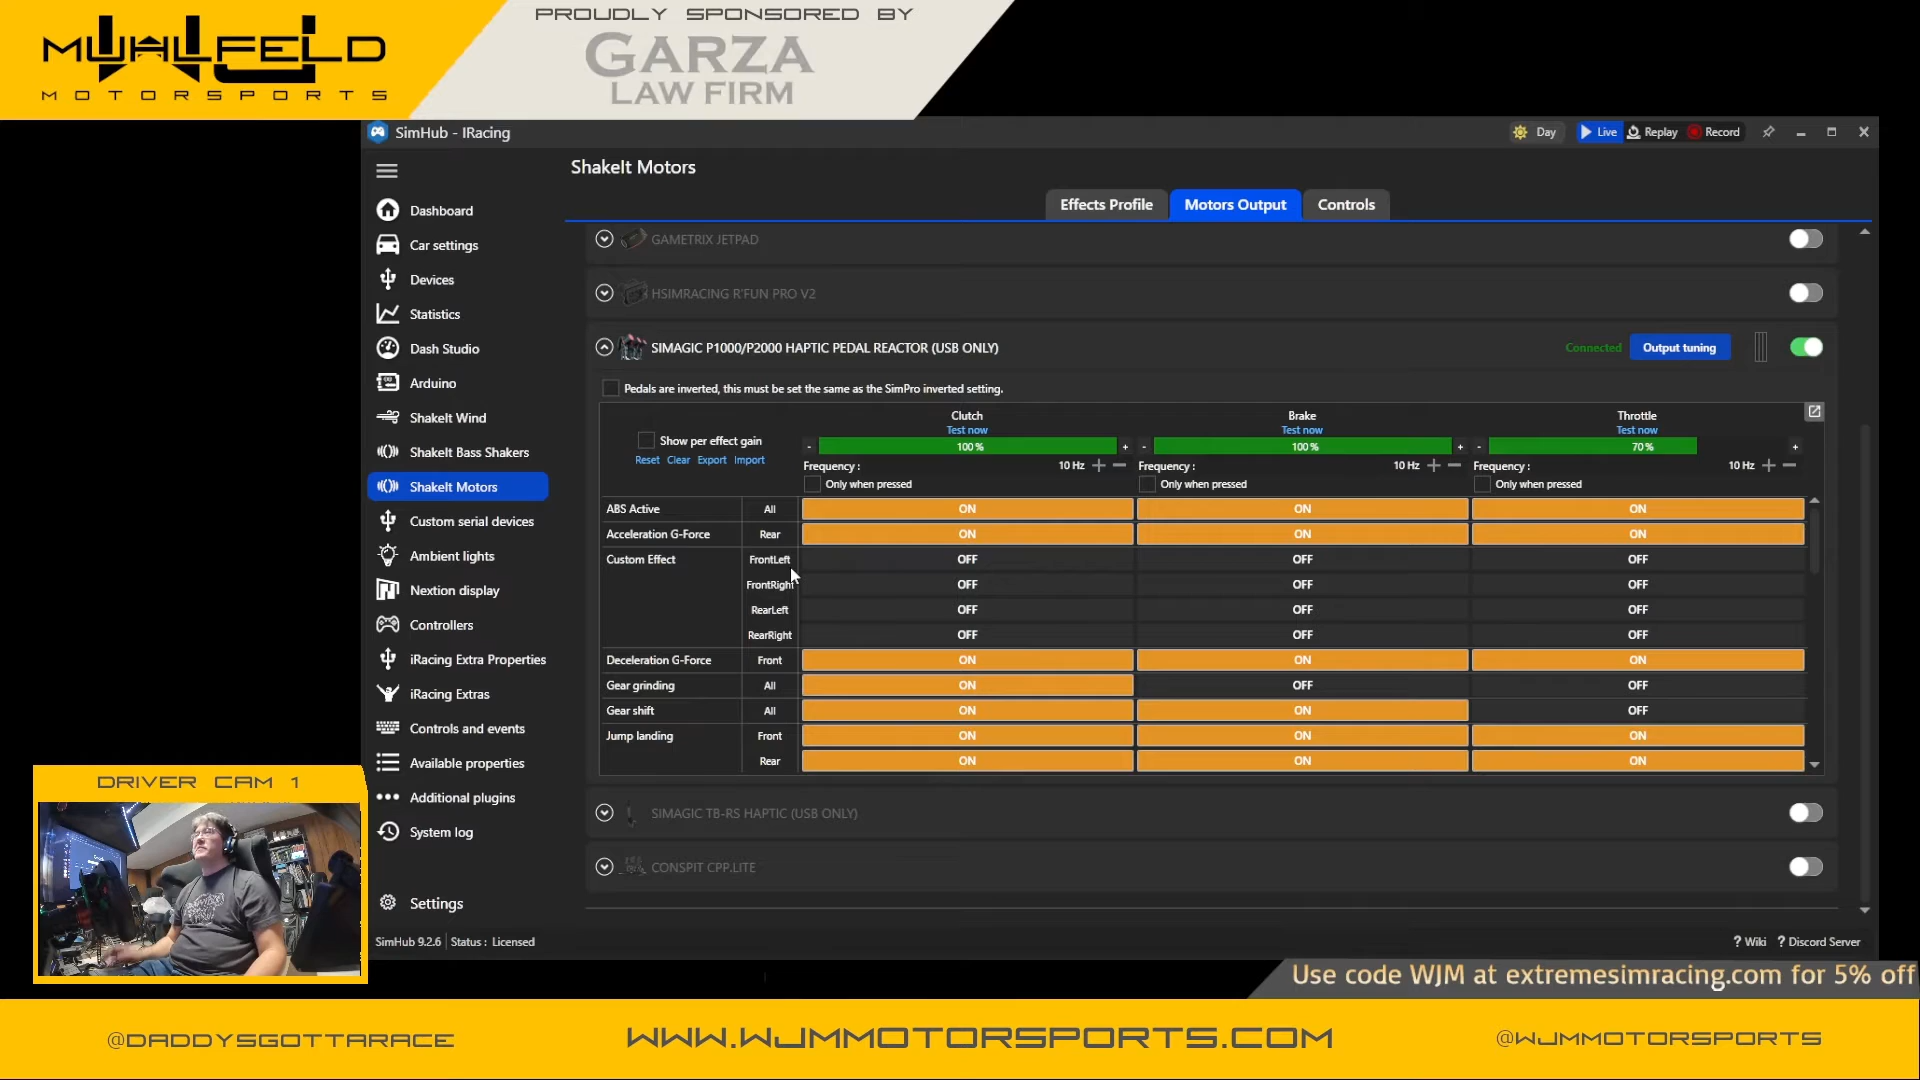 MUHLFELD
MOTORSPORTS
PROUDLY SPONSORED BY
GARZA
LAW FIRM
SimHub - IRacing
Day
Live
Replay
Record
ShakeIt Motors
Effects Profile
Motors Output
Controls
Dashboard
Car settings
Devices
Statistics
Dash Studio
Arduino
ShakeIt Wind
ShakeIt Bass Shakers
ShakeIt Motors
Custom serial devices
Ambient lights
Nextion display
Controllers
iRacing Extra Properties
iRacing Extras
Controls and events
Available properties
Additional plugins
System log
Settings
GAMETRIX JETPAD
HSIMRACING R'FUN PRO V2
SIMAGIC P1000/P2000 HAPTIC PEDAL REACTOR (USB ONLY)
Connected
Output tuning
Pedals are inverted, this must be set the same as the SimPro inverted setting.
Show per effect gain
Reset Clear Export Import
Clutch
Test now
- 100 % +
Frequency : 10 Hz + −
Only when pressed
Brake
Test now
- 100 % +
Frequency : 10 Hz + −
Only when pressed
Throttle
Test now
- 70 % +
Frequency : 10 Hz + −
Only when pressed
ABS Active All ON ON ON
Acceleration G-Force Rear ON ON ON
Custom Effect FrontLeft OFF OFF OFF
FrontRight OFF OFF OFF
RearLeft OFF OFF OFF
RearRight OFF OFF OFF
Deceleration G-Force Front ON ON ON
Gear grinding All ON OFF OFF
Gear shift All ON ON OFF
Jump landing Front ON ON ON
Rear ON ON ON
SIMAGIC TB-RS HAPTIC (USB ONLY)
CONSPIT CPP.LITE
SimHub 9.2.6 Status : Licensed
? Wiki ? Discord Server
DRIVER CAM 1
Use code WJM at extremesimracing.com for 5% off
@DADDYSGOTTARACE
WWW.WJMMOTORSPORTS.COM
@WJMMOTORSPORTS